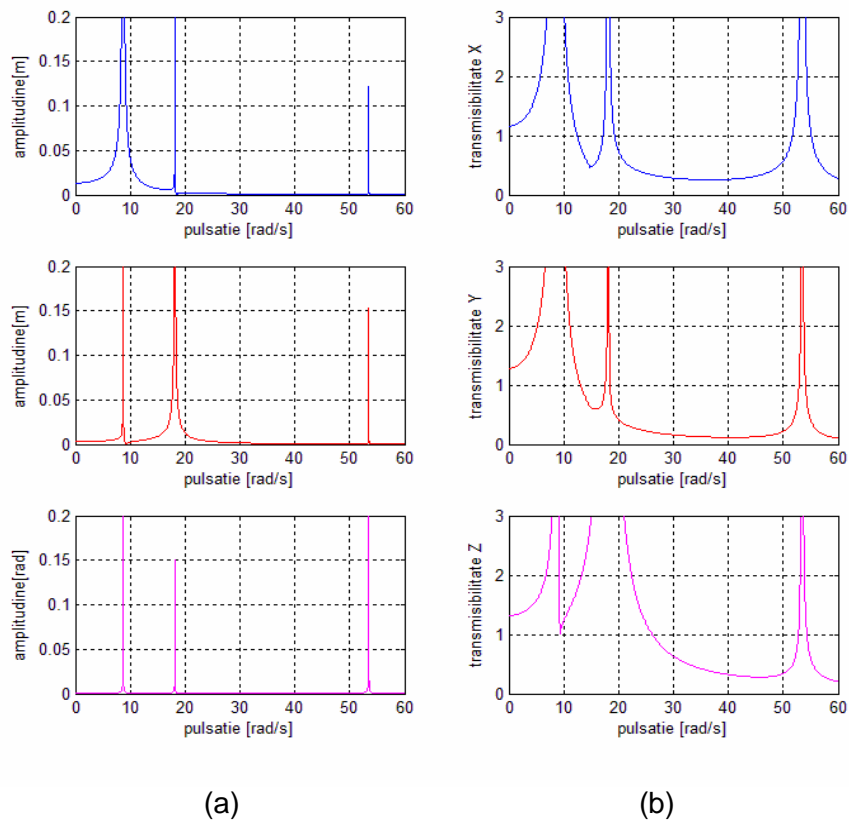 0.2
0.15
0.1
0.05
0
amplitudine[m]
0 10 20 30 40 50 60
pulsatie [rad/s]
3
2
1
0
transmisibilitate X
0 10 20 30 40 50 60
pulsatie [rad/s]
0.2
0.15
0.1
0.05
0
amplitudine[m]
0 10 20 30 40 50 60
pulsatie [rad/s]
3
2
1
0
transmisibilitate Y
0 10 20 30 40 50 60
pulsatie [rad/s]
0.2
0.15
0.1
0.05
0
amplitudine[rad]
0 10 20 30 40 50 60
pulsatie [rad/s]
3
2
1
0
transmisibilitate Z
0 10 20 30 40 50 60
pulsatie [rad/s]
(a) (b)